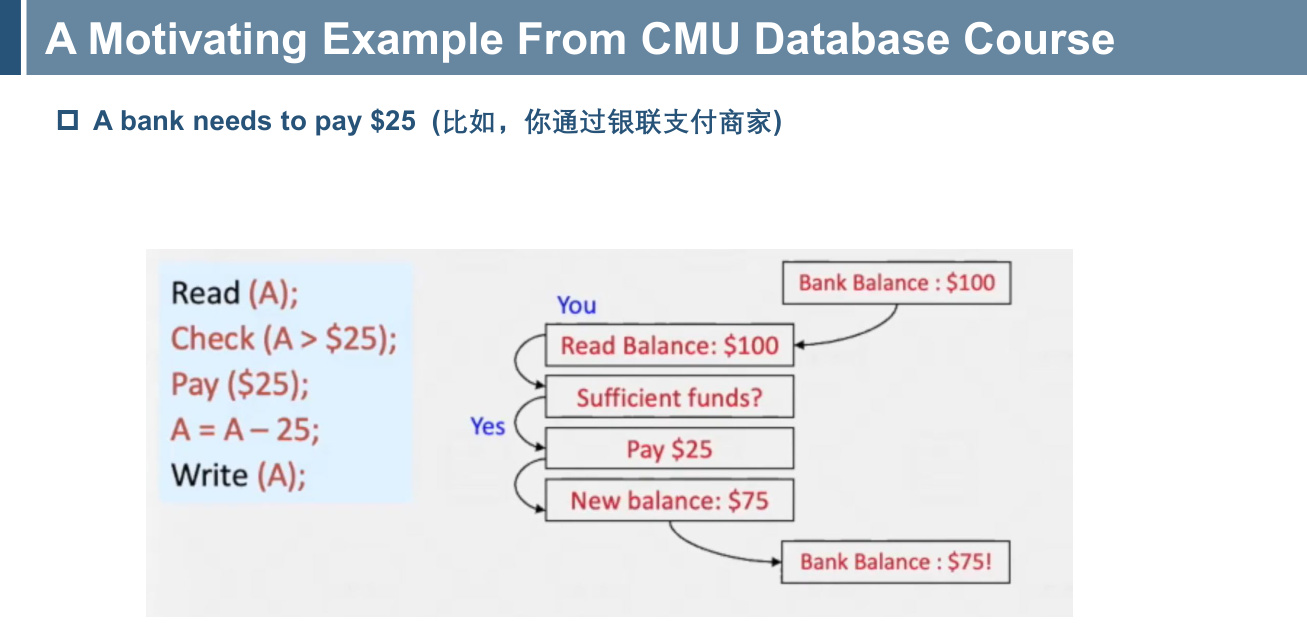 A Motivating Example From CMU Database Course
A bank needs to pay $25 (比如，你通过银联支付商家)
Read (A);
Check (A > $25);
Pay ($25);
A = A – 25;
Write (A);
Bank Balance : $100
You
Read Balance: $100
Sufficient funds?
Yes
Pay $25
New balance: $75
Bank Balance : $75!